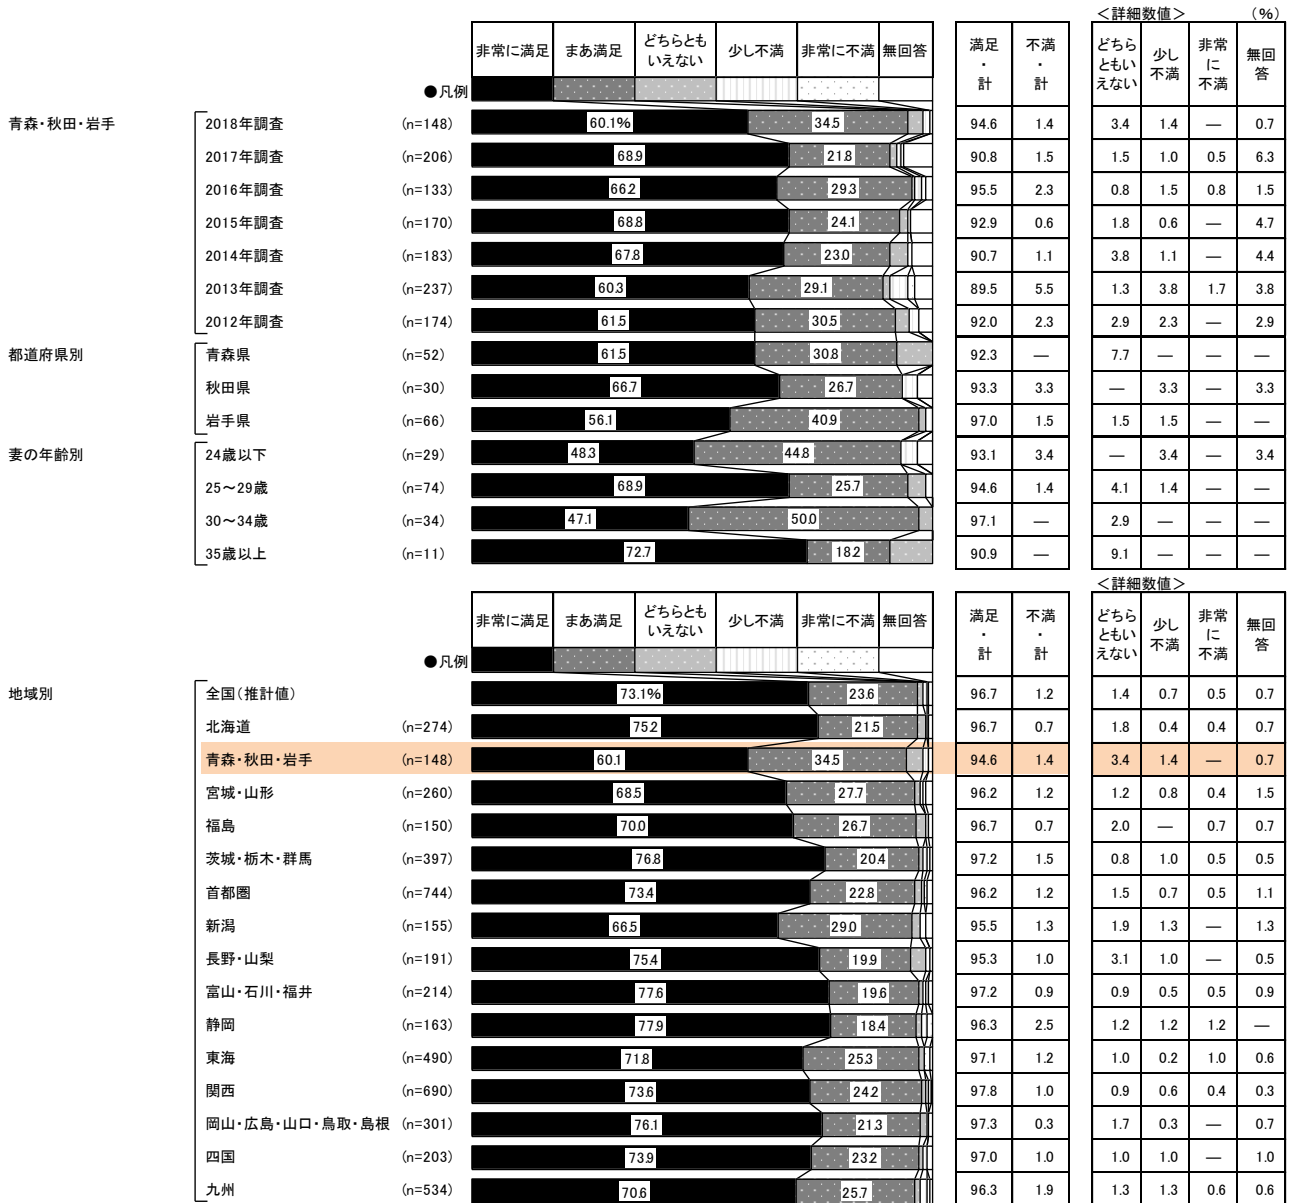 ＜詳細数値＞ （％）
非常に満足 まあ満足 どちらとも いえない 少し不満 非常に不満 無回答 満足・計 不満・計 どちらともいえない 少し不満 非常に不満 無回答
●凡例
青森・秋田・岩手 2018年調査 (n=148) 60.1% 34.5 94.6 1.4 3.4 1.4 ― 0.7
2017年調査 (n=206) 68.9 21.8 90.8 1.5 1.5 1.0 0.5 6.3
2016年調査 (n=133) 66.2 29.3 95.5 2.3 0.8 1.5 0.8 1.5
2015年調査 (n=170) 68.8 24.1 92.9 0.6 1.8 0.6 ― 4.7
2014年調査 (n=183) 67.8 23.0 90.7 1.1 3.8 1.1 ― 4.4
2013年調査 (n=237) 60.3 29.1 89.5 5.5 1.3 3.8 1.7 3.8
2012年調査 (n=174) 61.5 30.5 92.0 2.3 2.9 2.3 ― 2.9
都道府県別 青森県 (n=52) 61.5 30.8 92.3 ― 7.7 ― ― ―
秋田県 (n=30) 66.7 26.7 93.3 3.3 ― 3.3 ― 3.3
岩手県 (n=66) 56.1 40.9 97.0 1.5 1.5 1.5 ― ―
妻の年齢別 24歳以下 (n=29) 48.3 44.8 93.1 3.4 ― 3.4 ― 3.4
25～29歳 (n=74) 68.9 25.7 94.6 1.4 4.1 1.4 ― ―
30～34歳 (n=34) 47.1 50.0 97.1 ― 2.9 ― ― ―
35歳以上 (n=11) 72.7 18.2 90.9 ― 9.1 ― ― ―
＜詳細数値＞
非常に満足 まあ満足 どちらとも いえない 少し不満 非常に不満 無回答 満足・計 不満・計 どちらともいえない 少し不満 非常に不満 無回答
●凡例
地域別 全国（推計値） 73.1% 23.6 96.7 1.2 1.4 0.7 0.5 0.7
北海道 (n=274) 75.2 21.5 96.7 0.7 1.8 0.4 0.4 0.7
青森・秋田・岩手 (n=148) 60.1 34.5 94.6 1.4 3.4 1.4 ― 0.7
宮城・山形 (n=260) 68.5 27.7 96.2 1.2 1.2 0.8 0.4 1.5
福島 (n=150) 70.0 26.7 96.7 0.7 2.0 ― 0.7 0.7
茨城・栃木・群馬 (n=397) 76.8 20.4 97.2 1.5 0.8 1.0 0.5 0.5
首都圏 (n=744) 73.4 22.8 96.2 1.2 1.5 0.7 0.5 1.1
新潟 (n=155) 66.5 29.0 95.5 1.3 1.9 1.3 ― 1.3
長野・山梨 (n=191) 75.4 19.9 95.3 1.0 3.1 1.0 ― 0.5
富山・石川・福井 (n=214) 77.6 19.6 97.2 0.9 0.9 0.5 0.5 0.9
静岡 (n=163) 77.9 18.4 96.3 2.5 1.2 1.2 1.2 ―
東海 (n=490) 71.8 25.3 97.1 1.2 1.0 0.2 1.0 0.6
関西 (n=690) 73.6 24.2 97.8 1.0 0.9 0.6 0.4 0.3
岡山・広島・山口・鳥取・島根 (n=301) 76.1 21.3 97.3 0.3 1.7 0.3 ― 0.7
四国 (n=203) 73.9 23.2 97.0 1.0 1.0 1.0 ― 1.0
九州 (n=534) 70.6 25.7 96.3 1.9 1.3 1.3 0.6 0.6